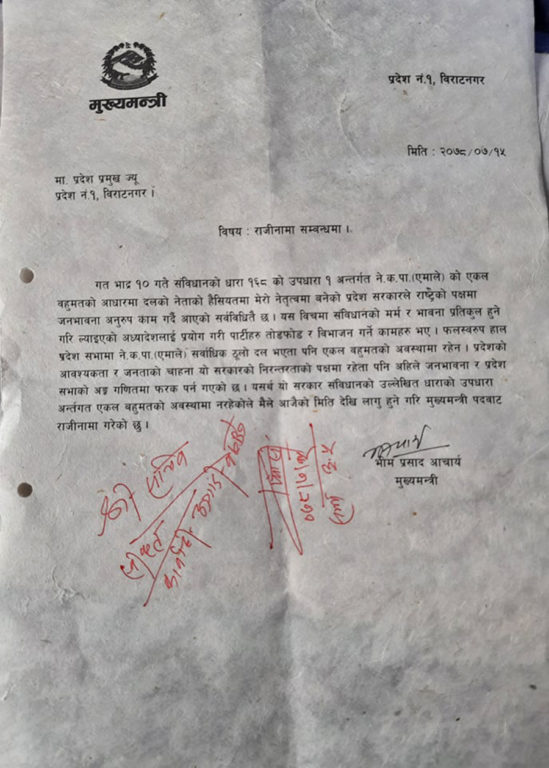 मुख्यमन्त्री
प्रदेश नं.१, विराटनगर
मिति : २०७८/०७/१५
मा. प्रदेश प्रमुख ज्यू
प्रदेश नं.१, विराटनगर ।
विषय : राजीनामा सम्बन्धमा ।
गत भाद्र १० गते संविधानको धारा १६८ को उपधारा १ अन्तर्गत ने.क.पा.(एमाले) को एकल
बहुमतको आधारमा दलको नेताको हैसियतमा मेरो नेतृत्वमा बनेको प्रदेश सरकारले राष्ट्रेको पक्षमा
जनभावना अनुरुप काम गर्दै आएको सर्वविधितै छ । यस विचमा संविधानको मर्म र भावना प्रतिकुल हुने
गरि ल्याइएको अध्यादेशलाई प्रयोग गरी पार्टीहरु तोडफोड र विभाजन गर्ने कामहरु भए । फलस्वरुप हाल
प्रदेश सभामा ने.क.पा.(एमाले) सर्वाधिक ठूलो दल भएता पनि एकल बहुमतको अवस्थामा रहेन । प्रदेशको
आवश्यकता र जनताको चाहना यो सरकारको निरन्तरताको पक्षमा रहेता पनि अहिले जनभावना र प्रदेश
सभाको अङ्क गणितमा फरक पर्न गएको छ । यसर्थ यो सरकार संविधानको उल्लेखित धाराको उपधारा
अर्न्तगत एकल बहुमतको अवस्थामा नरहेकोले मैले आजैको मिति देखि लागु हुने गरि मुख्यमन्त्री पदबाट
राजीनामा गरेको छु ।
भीम प्रसाद आचार्य
मुख्यमन्त्री
श्री सचिव